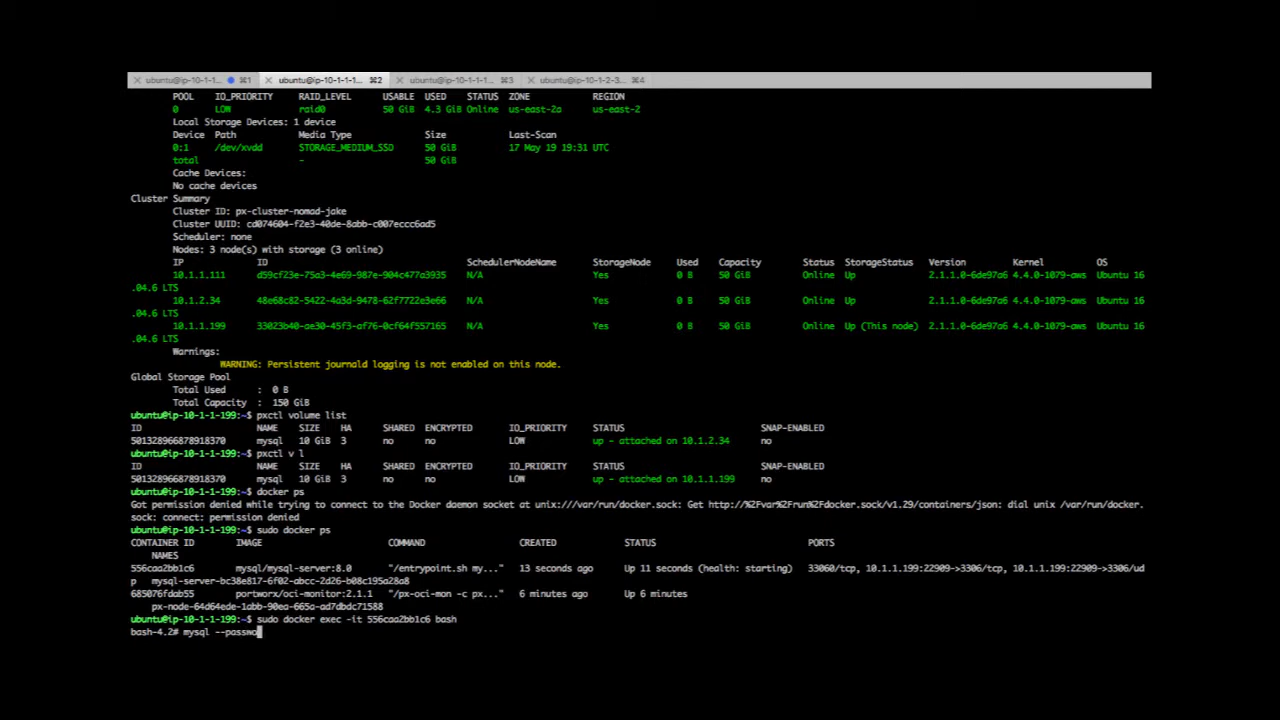 ubuntu@ip-10-1-1... ⌘1 ubuntu@ip-10-1-1-1... ⌘2 ubuntu@ip-10-1-1-1... ⌘3 ubuntu@ip-10-1-2-3... ⌘4
POOL IO_PRIORITY RAID_LEVEL USABLE USED STATUS ZONE REGION
0 LOW raid0 50 GiB 4.3 GiB Online us-east-2a us-east-2
Local Storage Devices: 1 device
Device Path Media Type Size Last-Scan
0:1 /dev/xvdd STORAGE_MEDIUM_SSD 50 GiB 17 May 19 19:31 UTC
total - 50 GiB
Cache Devices:
No cache devices
Cluster Summary
Cluster ID: px-cluster-nomad-jake
Cluster UUID: cd074604-f2e3-40de-8abb-c007eccc6ad5
Scheduler: none
Nodes: 3 node(s) with storage (3 online)
IP ID SchedulerNodeName StorageNode Used Capacity Status StorageStatus Version Kernel OS
10.1.1.111 d59cf23e-75a3-4e69-987e-904c477a3935 N/A Yes 0 B 50 GiB Online Up 2.1.1.0-6de97a6 4.4.0-1079-aws Ubuntu 16
.04.6 LTS
10.1.2.34 48e68c82-5422-4a3d-9478-62f7722e3e66 N/A Yes 0 B 50 GiB Online Up 2.1.1.0-6de97a6 4.4.0-1079-aws Ubuntu 16
.04.6 LTS
10.1.1.199 33023b40-ae30-45f3-af76-0cf64f557165 N/A Yes 0 B 50 GiB Online Up (This node) 2.1.1.0-6de97a6 4.4.0-1079-aws Ubuntu 16
.04.6 LTS
Warnings:
WARNING: Persistent journald logging is not enabled on this node.
Global Storage Pool
Total Used : 0 B
Total Capacity : 150 GiB
ubuntu@ip-10-1-1-199:~$ pxctl volume list
ID NAME SIZE HA SHARED ENCRYPTED IO_PRIORITY STATUS SNAP-ENABLED
501328966878918370 mysql 10 GiB 3 no no LOW up - attached on 10.1.2.34 no
ubuntu@ip-10-1-1-199:~$ pxctl v l
ID NAME SIZE HA SHARED ENCRYPTED IO_PRIORITY STATUS SNAP-ENABLED
501328966878918370 mysql 10 GiB 3 no no LOW up - attached on 10.1.1.199 no
ubuntu@ip-10-1-1-199:~$ docker ps
Got permission denied while trying to connect to the Docker daemon socket at unix:///var/run/docker.sock: Get http://%2Fvar%2Frun%2Fdocker.sock/v1.29/containers/json: dial unix /var/run/docker.
sock: connect: permission denied
ubuntu@ip-10-1-1-199:~$ sudo docker ps
CONTAINER ID IMAGE COMMAND CREATED STATUS PORTS
NAMES
556caa2bb1c6 mysql/mysql-server:8.0 "/entrypoint.sh my..." 13 seconds ago Up 11 seconds (health: starting) 33060/tcp, 10.1.1.199:22909->3306/tcp, 10.1.1.199:22909->3306/ud
p mysql-server-bc38e817-6f02-abcc-2d26-b08c195a28a8
685076fdab55 portworx/oci-monitor:2.1.1 "/px-oci-mon -c px..." 6 minutes ago Up 6 minutes
px-node-64d64ede-1abb-90ea-665a-ad7dbdc71588
ubuntu@ip-10-1-1-199:~$ sudo docker exec -it 556caa2bb1c6 bash
bash-4.2# mysql --passwo